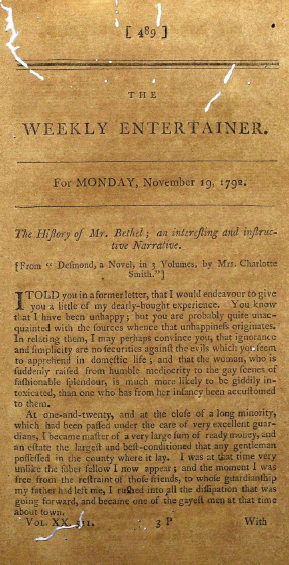 [ 489 ]
THE
WEEKLY ENTERTAINER.
For MONDAY, November 19, 1792.
The History of Mr. Bethel; an interesting and instruc-
tive Narrative.
[From “ Desmond, a Novel, in 3 Volumes, by Mrs. Charlotte
Smith.”]
I TOLD you in a former letter, that I would endeavour to give
you a little of my dearly-bought experience. You know
that I have been unhappy; but you are probably quite unac-
quainted with the sources whence that unhappiness originates.
In relating them, I may perhaps convince you, that ignorance
and simplicity are no securities against the evils which you seem
to apprehend in domestic life; and that the woman, who is
suddenly raised from humble mediocrity to the gay scenes of
fashionable splendour, is much more likely to be giddily in-
toxicated, than one who has from her infancy been accustomed
to them.
At one-and-twenty, and at the close of a long minority,
which had been passed under the care of very excellent guar-
dians, I became master of a very large sum of ready money, and
an estate the largest and best-conditioned that any gentleman
possessed in the county where it lay. I was at that time very
unlike the sober fellow I now appear; and the moment I was
free from the restraint of those friends, to whose guardianship
my father had left me, I rushed into all the dissipation that was
going forward, and became one of the gayest men at that time
about town.
VOL. XX. 511. 3 P With